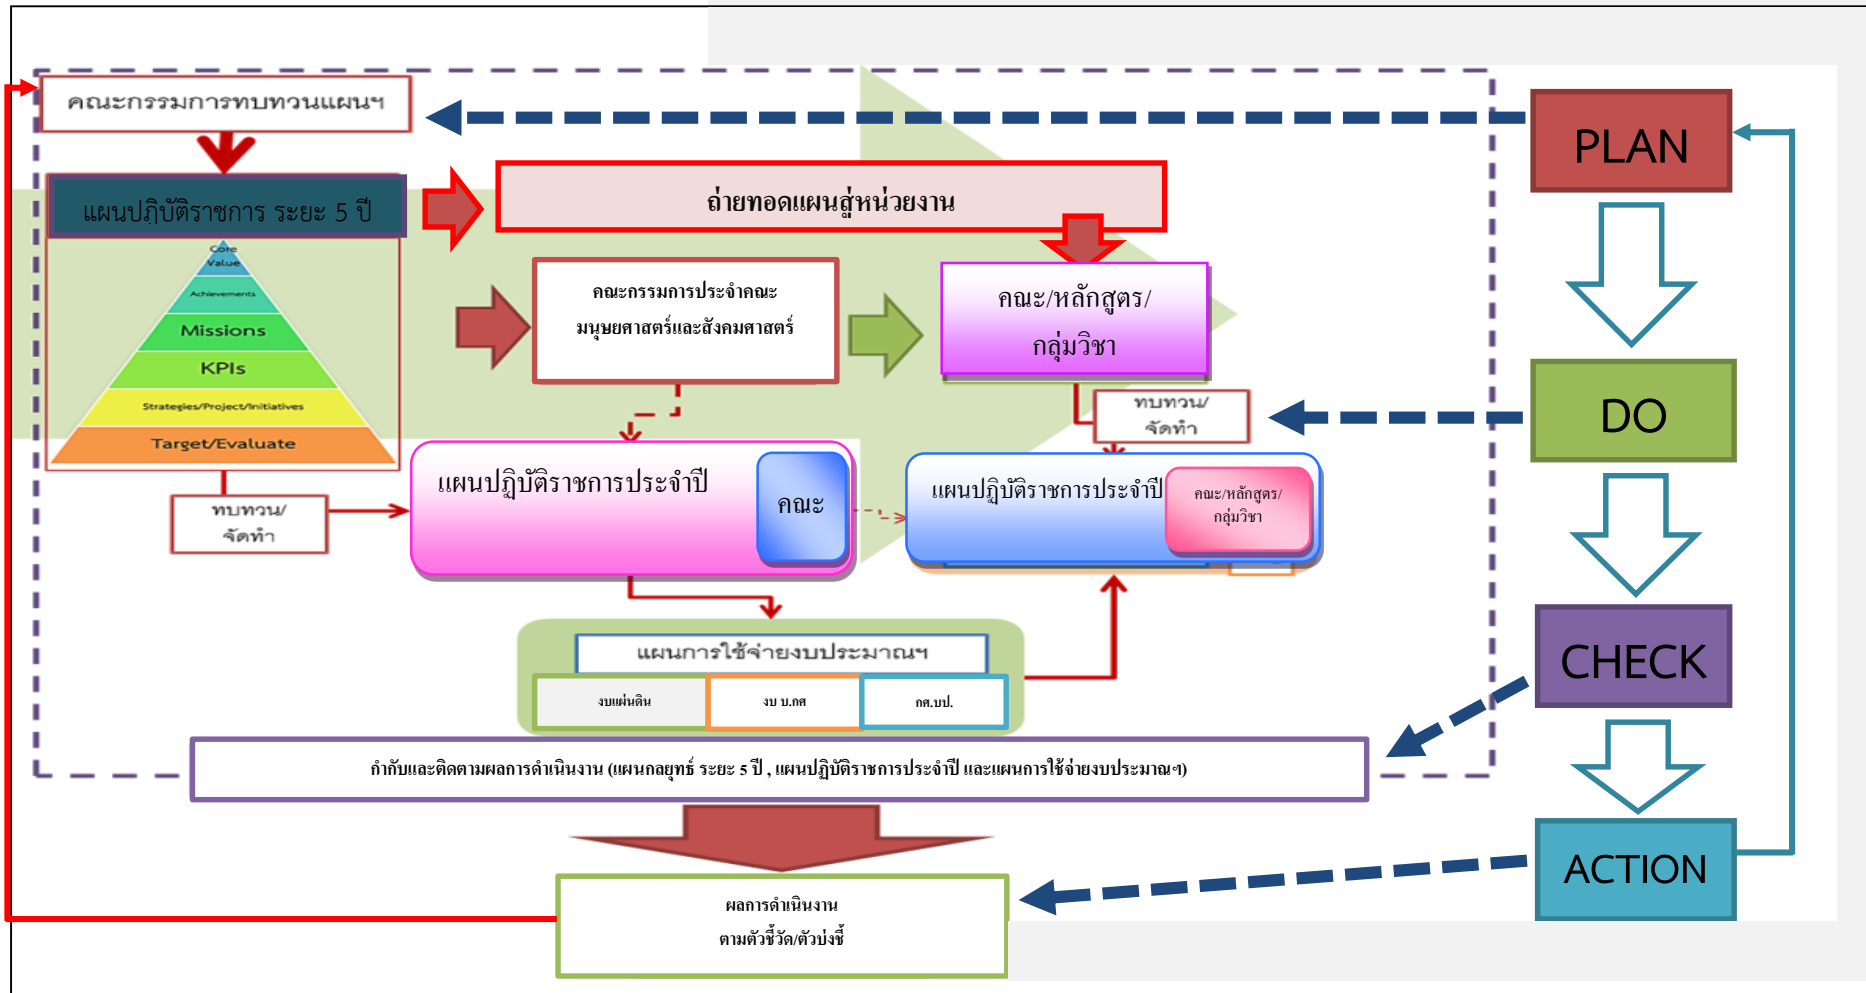 คณะกรรมการทบทวนแผนฯ
PLAN
แผนปฏิบัติราชการ ระยะ 5 ปี
ถ่ายทอดแผนสู่หน่วยงาน
Core
Value
Achievements
Missions
KPIs
Strategies/Project/Initiatives
Target/Evaluate
คณะกรรมการประจำคณะ
มนุษยศาสตร์และสังคมศาสตร์
คณะ/หลักสูตร/
กลุ่มวิชา
ทบทวน/
จัดทำ
DO
ทบทวน/
จัดทำ
แผนปฏิบัติราชการประจำปี
คณะ
แผนปฏิบัติราชการประจำปี
คณะ/หลักสูตร/
กลุ่มวิชา
แผนการใช้จ่ายงบประมาณฯ
งบแผ่นดิน
งบ บ.กศ
กศ.บป.
CHECK
กำกับและติดตามผลการดำเนินงาน (แผนกลยุทธ์ ระยะ 5 ปี , แผนปฏิบัติราชการประจำปี และแผนการใช้จ่ายงบประมาณฯ)
ACTION
ผลการดำเนินงาน
ตามตัวชี้วัด/ตัวบ่งชี้